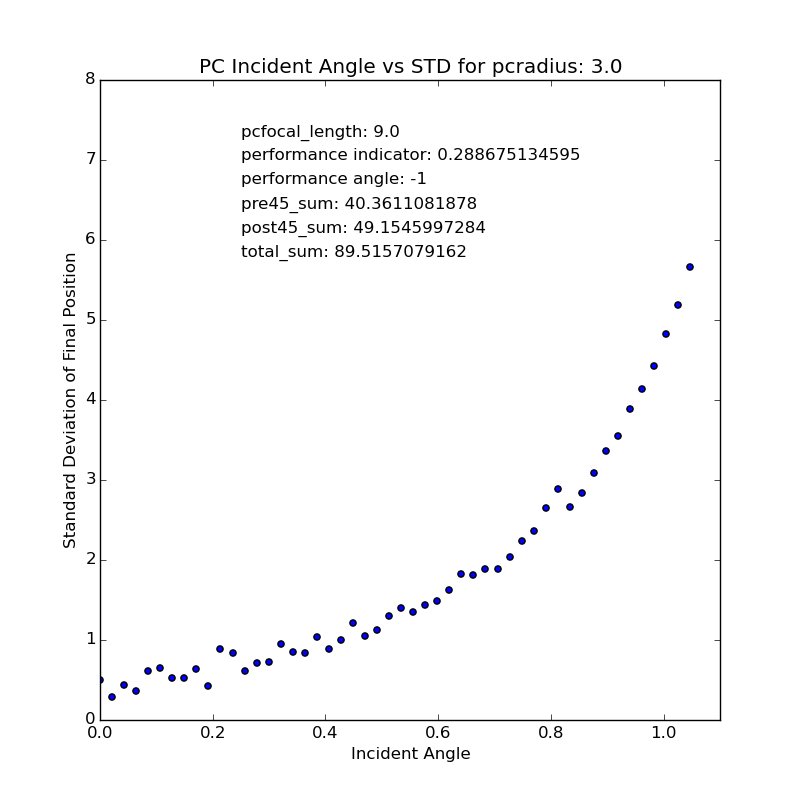 PC Incident Angle vs STD for pcradius: 3.0
8
pcfocal_length: 9.0
7
performance indicator: 0.288675134595
performance angle: -1
pre45_sum: 40.3611081878
post45_sum: 49.1545997284
6
total_sum: 89.5157079162
Standard Deviation of Final Position
5
4
3
2
1
0
0.0 0.2 0.4 0.6 0.8 1.0
Incident Angle